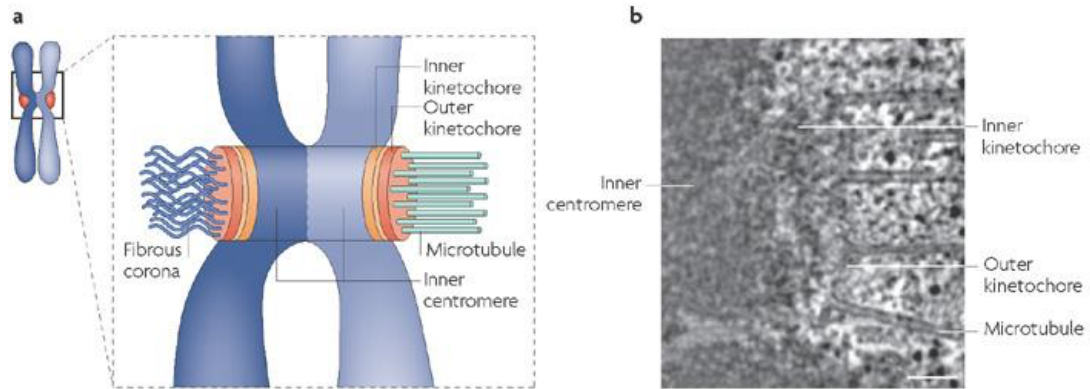 a
Inner
kinetochore
Outer
kinetochore
Fibrous
corona
Microtubule
Inner
centromere
b
Inner
kinetochore
Inner
centromere
Outer
kinetochore
Microtubule